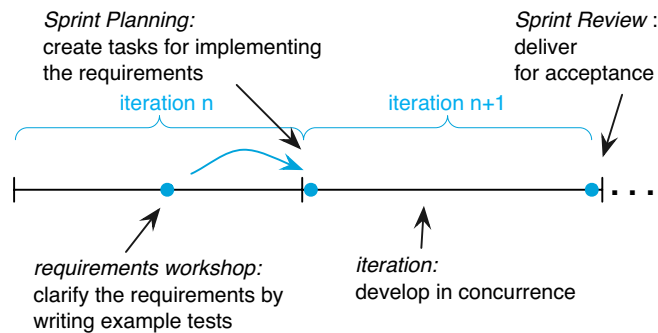 Sprint Planning:
create tasks for implementing
the requirements
Sprint Review :
deliver
for acceptance
iteration n
iteration n+1
. . .
requirements workshop:
clarify the requirements by
writing example tests
iteration:
develop in concurrence